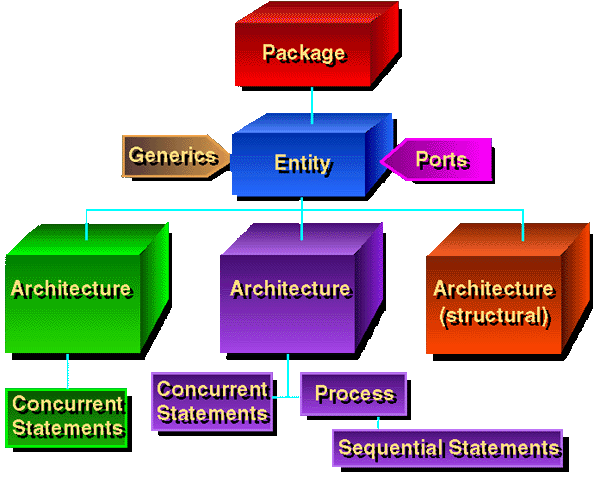 Package
Generics
Entity
Ports
Architecture
Architecture
Architecture
(structural)
Concurrent
Statements
Concurrent
Statements
Process
Sequential Statements